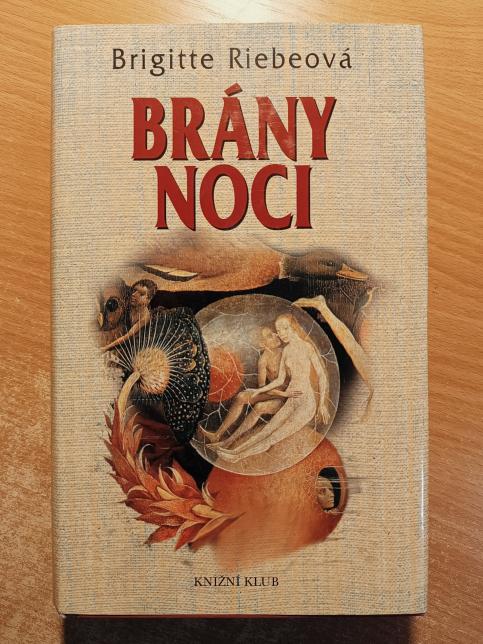 Brigitte Riebeová
BRÁNY
NOCI
KNIŽNÍ KLUB